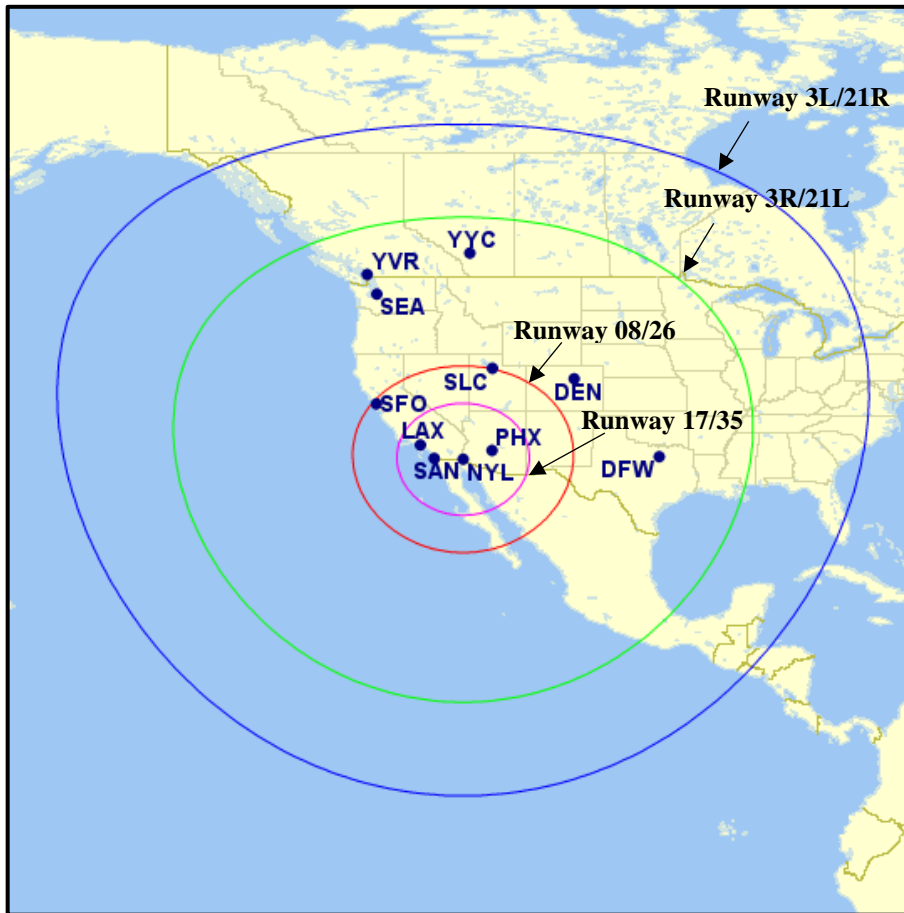 Runway 3L/21R
Runway 3R/21L
YYC
YVR
SEA
Runway 08/26
SLC
DEN
SFO
Runway 17/35
LAX
PHX
SAN
NYL
DFW